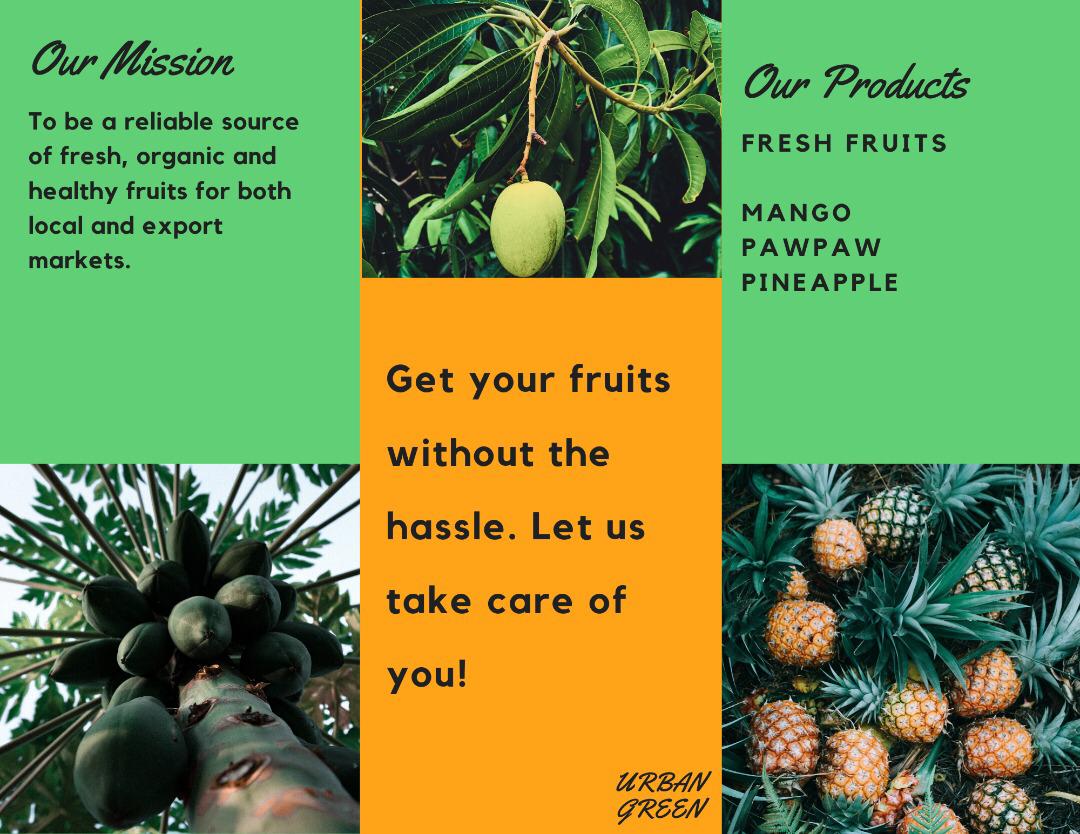 Our Mission
To be a reliable source
of fresh, organic and
healthy fruits for both
local and export
markets.
Get your fruits
without the
hassle. Let us
take care of
you!
URBAN
GREEN
Our Products
FRESH FRUITS
MANGO
PAWPAW
PINEAPPLE